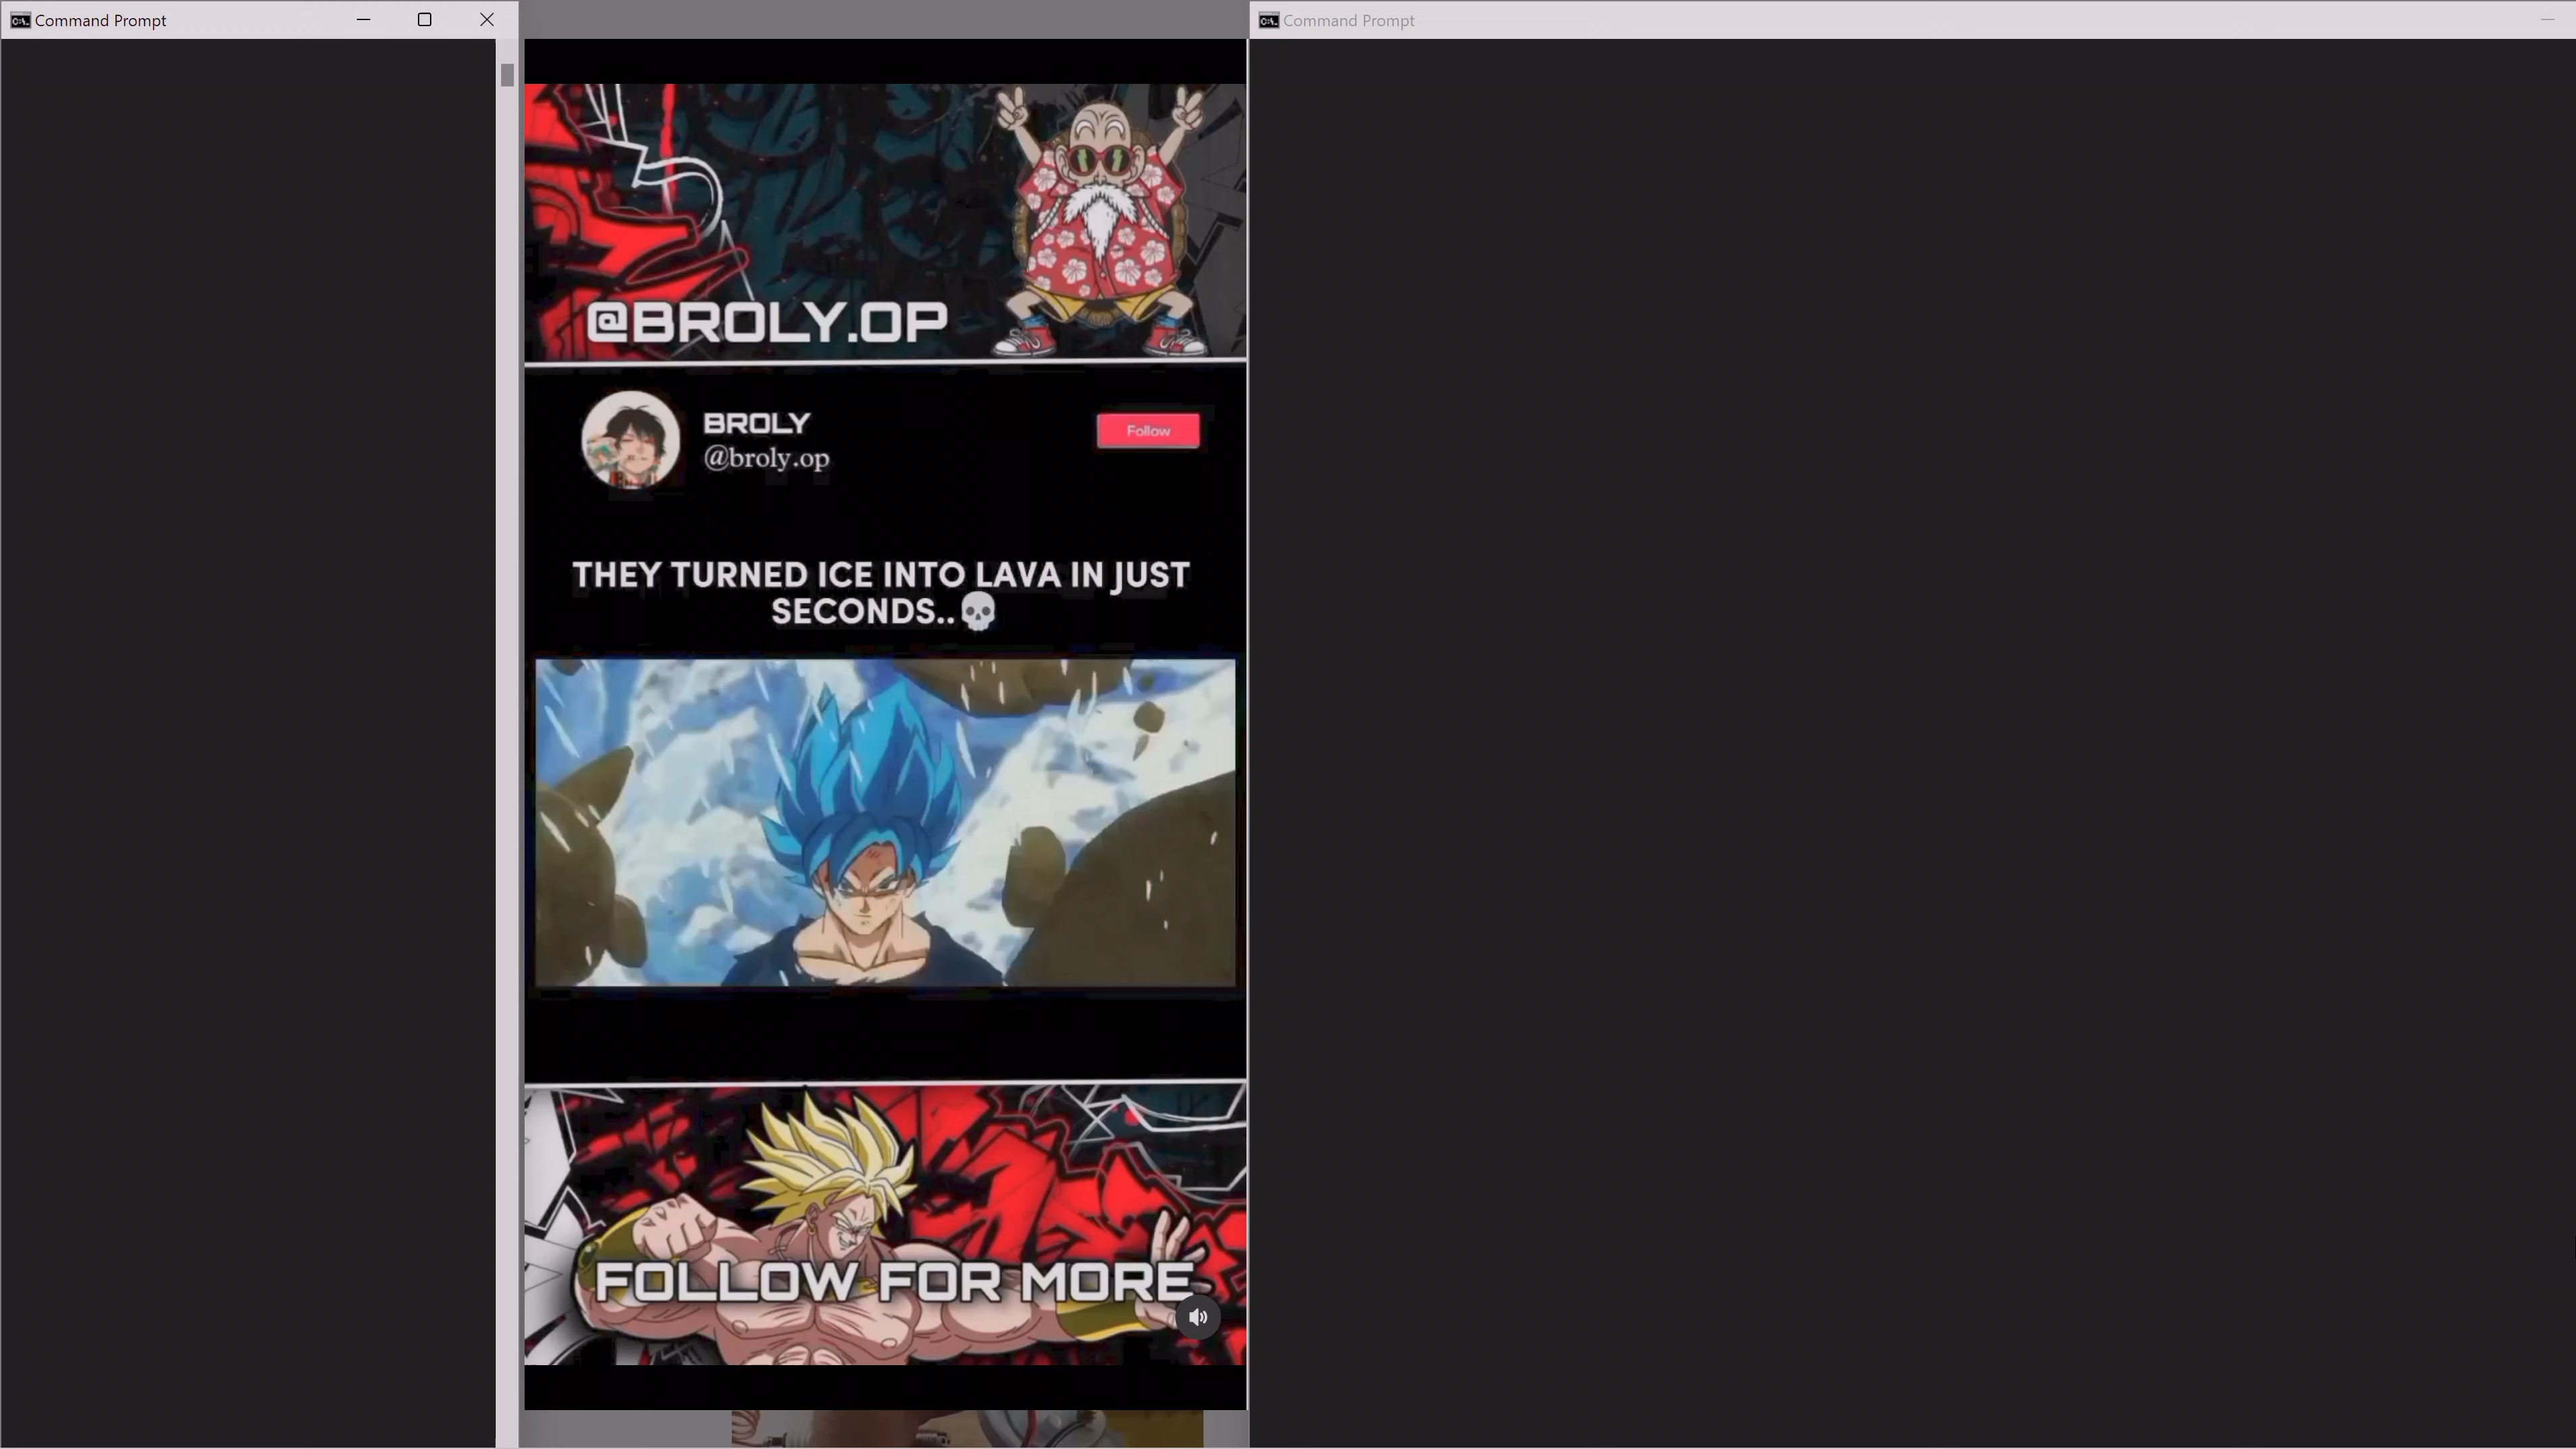 Command Prompt
Command Prompt
@BROLY.OP
BROLY
@broly.op
Follow
THEY TURNED ICE INTO LAVA IN JUST
SECONDS..💀
FOLLOW FOR MORE